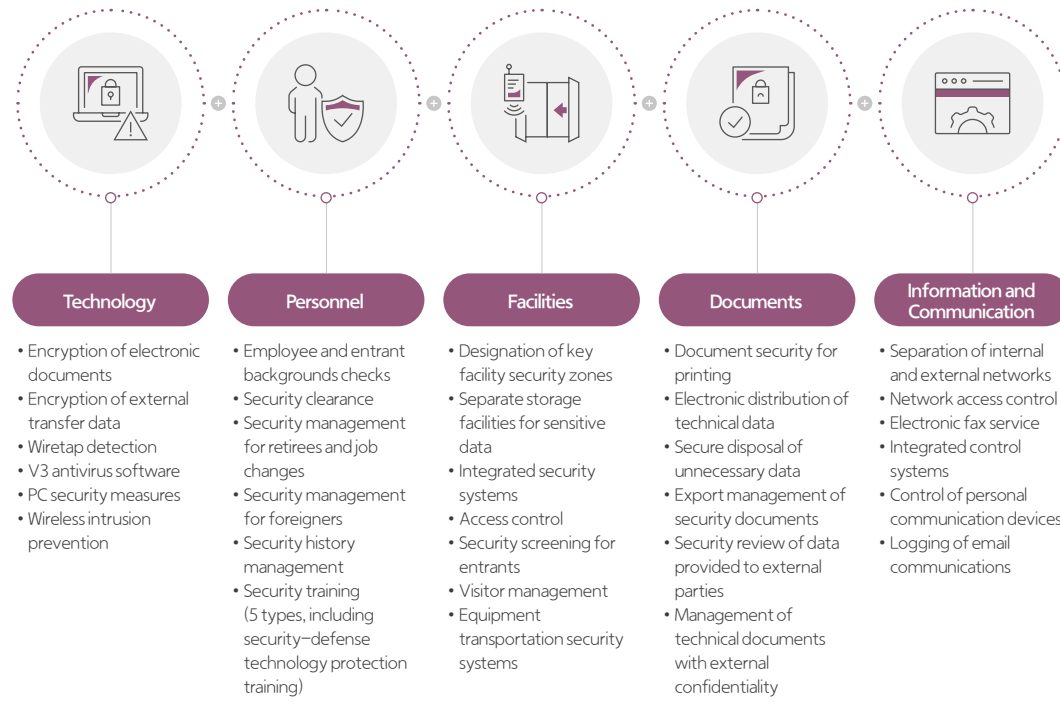 Technology
• Encryption of electronic
documents
• Encryption of external
transfer data
• Wiretap detection
• V3 antivirus software
• PC security measures
• Wireless intrusion
prevention
Personnel
• Employee and entrant
backgrounds checks
• Security clearance
• Security management
for retirees and job
changes
• Security management
for foreigners
• Security history
management
• Security training
(5 types, including
security–defense
technology protection
training)
Facilities
• Designation of key
facility security zones
• Separate storage
facilities for sensitive
data
• Integrated security
systems
• Access control
• Security screening for
entrants
• Visitor management
• Equipment
transportation security
systems
Documents
• Document security for
printing
• Electronic distribution of
technical data
• Secure disposal of
unnecessary data
• Export management of
security documents
• Security review of data
provided to external
parties
• Management of
technical documents
with external
confidentiality
Information and
Communication
• Separation of internal
and external networks
• Network access control
• Electronic fax service
• Integrated control
systems
• Control of personal
communication devices
• Logging of email
communications